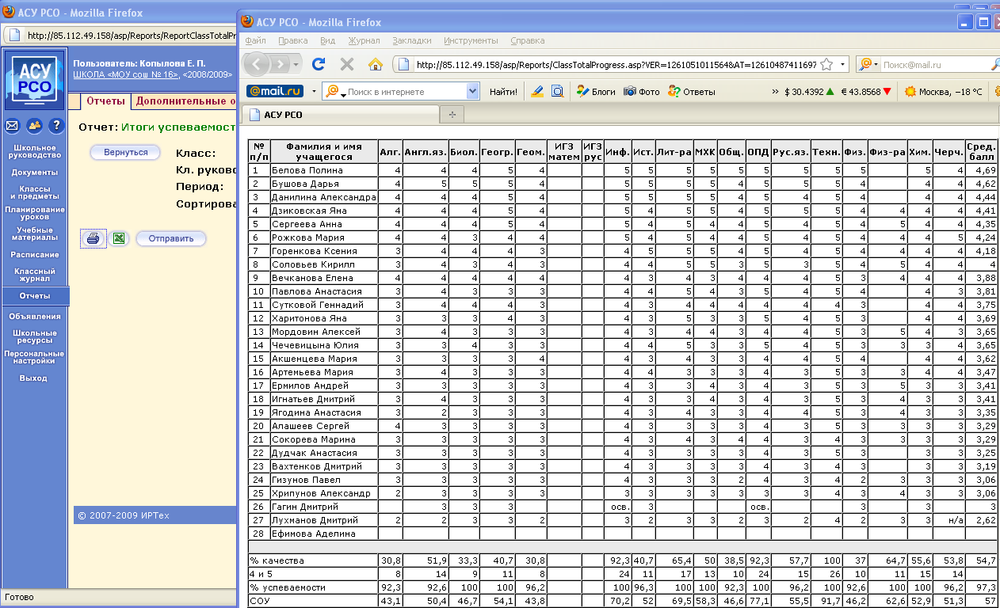 АСУ РСО - Mozilla Firefox
http://85.112.49.158/asp/Reports/ReportClassTotalPr
АСУ РСО
Пользователь: Копылова Е. П.
ШКОЛА <МОУ сош № 16>, <2008/2009>
Отчеты
Дополнительные о
Отчет: Итоги успеваемост
Вернуться
Класс:
Кл. руково
Период:
Сортирова
Отправить
Школьное
руководство
Документы
Классы
и предметы
Планирование
уроков
Учебные
материалы
Расписание
Классный
журнал
Отчеты
Объявления
Школьные
ресурсы
Персональные
настройки
Выход
© 2007-2009 ИРТех
Готово
АСУ РСО - Mozilla Firefox
Файл Правка Вид Журнал Закладки Инструменты Справка
http://85.112.49.158/asp/Reports/ClassTotalProgress.asp?VER=1261051011564&AT=12610487411697
Поиск@mail.ru
@mail.ru Поиск в интернете Найти! Блоги Фото Ответы » $ 30.4392 € 43.8568 Москва, −18 °C
АСУ РСО
№ п/п Фамилия и имя учащегося Алг. Англ.яз. Биол. Геогр. Геом. ИГЗ матем ИГЗ рус Инф. Ист. Лит-ра МХК Общ. ОПД Рус.яз. Техн. Физ. Физ-ра Хим. Черч. Сред. балл
1 Белова Полина 4 4 4 5 4 5 5 5 5 5 5 5 5 5 5 4 4,69
2 Бушова Дарья 4 5 5 5 4 5 5 5 5 4 5 5 5 4 4 4 4,62
3 Данилина Александра 4 4 4 5 4 5 5 5 4 5 5 4 5 4 4 4 4,44
4 Дзиковская Яна 4 4 4 5 4 5 4 5 5 4 5 5 5 4 4 4 4 4,41
5 Сергеева Анна 4 4 4 5 4 5 4 5 5 4 5 4 5 4 5 4 4 4,35
6 Рожкова Мария 4 4 3 4 4 5 4 5 5 4 5 4 5 4 4 4 5 4,24
7 Горенкова Ксения 3 4 4 4 3 4 4 5 5 5 5 4 5 4 4 4 4 4,18
8 Соловьев Кирилл 3 4 3 4 3 4 4 5 5 3 5 3 5 4 5 4 4 4
9 Вечканова Елена 4 4 4 4 4 4 3 4 3 4 4 4 5 3 4 4 4 3,88
10 Павлова Анастасия 3 4 3 4 3 4 3 5 4 4 5 4 5 4 4 3 3,81
11 Сутковой Геннадий 3 4 4 4 3 4 3 4 4 4 4 4 4 3 4 4 3,75
12 Харитонова Яна 3 3 3 4 3 4 3 5 5 3 5 4 5 3 3 3 3,69
13 Мордовин Алексей 3 4 3 3 3 4 3 4 4 3 4 4 5 3 5 4 3 3,65
14 Чечевицына Юлия 3 3 4 3 3 4 4 5 5 3 5 4 5 3 3 3 4 3,65
15 Акшенцева Мария 3 3 3 3 4 4 3 4 3 3 4 4 5 4 4 4 3,62
16 Артемьева Мария 3 4 3 3 3 4 4 4 3 3 4 3 5 3 3 4 3 3,47
17 Ермилов Андрей 3 3 3 3 3 4 3 3 4 3 4 3 5 3 5 3 3 3,41
18 Игнатьев Дмитрий 3 4 3 3 3 4 3 4 3 3 4 4 4 3 4 3 3 3,41
19 Ягодина Анастасия 3 2 3 3 3 4 3 4 3 3 4 4 5 3 4 3 3 3,35
20 Алашеев Сергей 4 3 3 3 3 4 3 3 3 3 4 3 5 3 3 3 3 3,29
21 Сокорева Марина 3 3 3 3 3 4 3 3 4 4 4 3 4 3 4 3 3 3,29
22 Дудчак Анастасия 3 3 3 3 3 4 3 3 3 3 4 3 5 3 3 3 3,25
23 Вахтенков Дмитрий 3 3 3 3 3 4 3 3 3 3 4 3 4 3 3 3 3,19
24 Гизунов Павел 3 3 3 3 3 4 3 3 3 2 4 3 4 2 3 3 3 3,06
25 Хрипунов Александр 2 3 3 3 3 3 3 3 3 3 4 3 4 3 4 3 3 3,06
26 Гагин Дмитрий 3 3 3 осв. 3 осв. 3 3 3
27 Лухманов Дмитрий 2 2 3 3 2 3 2 3 3 2 3 2 4 2 3 3 н/а 2,62
28 Ефимова Аделина
% качества 30,8 51,9 33,3 40,7 30,8 92,3 40,7 65,4 50 38,5 92,3 57,7 100 37 64,7 55,6 53,8 54,7
4 и 5 8 14 9 11 8 24 11 17 13 10 24 15 26 10 11 15 14
% успеваемости 92,3 92,6 100 100 96,2 100 96,3 100 100 92,3 100 96,2 100 92,6 100 100 96,2 97,3
СОУ 43,1 50,4 46,7 54,1 43,8 70,2 52 69,5 58,3 46,6 77,1 55,5 91,7 46,2 62,6 52,9 51,3 57